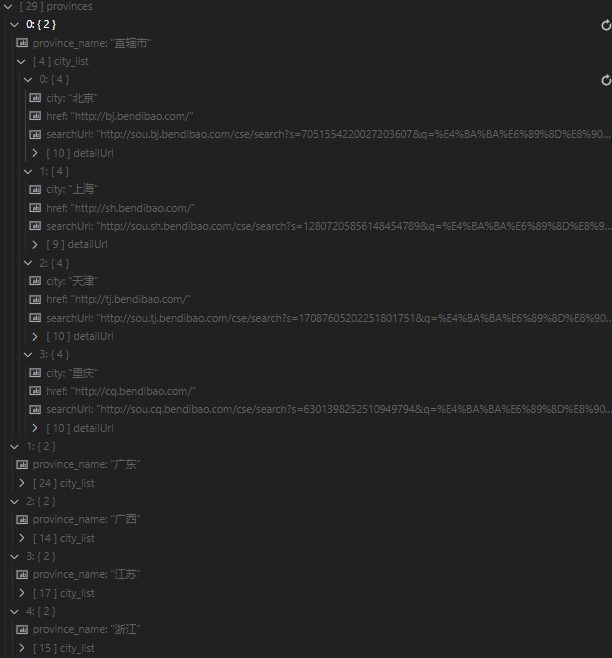 [ 29 ] provinces
0: { 2 }
province_name: "直辖市"
[ 4 ] city_list
0: { 4 }
city: "北京"
href: "http://bj.bendibao.com/"
searchUrl: "http://sou.bj.bendibao.com/cse/search?s=70515542200272036​07&q=%E4%BA%BA%E6%89%8D%E8%90...
[ 10 ] detailUrl
1: { 4 }
city: "上海"
href: "http://sh.bendibao.com/"
searchUrl: "http://sou.sh.bendibao.com/cse/search?s=12807205856148454789&q=%E4%BA%BA%E6%89%8D%E8%9...
[ 9 ] detailUrl
2: { 4 }
city: "天津"
href: "http://tj.bendibao.com/"
searchUrl: "http://sou.tj.bendibao.com/cse/search?s=17087605202251801751&q=%E4%BA%BA%E6%89%8D%E8%90...
[ 10 ] detailUrl
3: { 4 }
city: "重庆"
href: "http://cq.bendibao.com/"
searchUrl: "http://sou.cq.bendibao.com/cse/search?s=6301398252510949794&q=%E4%BA%BA%E6%89%8D%E8%90...
[ 10 ] detailUrl
1: { 2 }
province_name: "广东"
[ 24 ] city_list
2: { 2 }
province_name: "广西"
[ 14 ] city_list
3: { 2 }
province_name: "江苏"
[ 17 ] city_list
4: { 2 }
province_name: "浙江"
[ 15 ] city_list